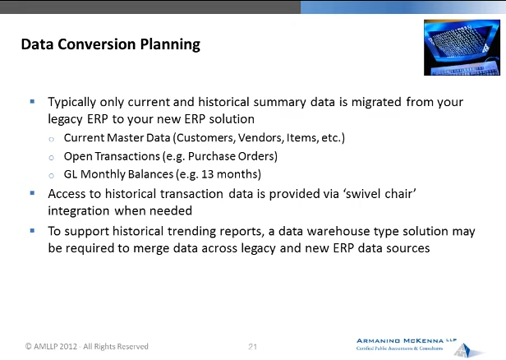 Data Conversion Planning
Typically only current and historical summary data is migrated from your
legacy ERP to your new ERP solution
Current Master Data (Customers, Vendors, Items, etc.)
Open Transactions (e.g. Purchase Orders)
GL Monthly Balances (e.g. 13 months)
Access to historical transaction data is provided via ‘swivel chair’
integration when needed
To support historical trending reports, a data warehouse type solution may
be required to merge data across legacy and new ERP data sources
© AMLLP 2012 - All Rights Reserved
21
ARMANINO MCKENNA LLP
Certified Public Accountants & Consultants